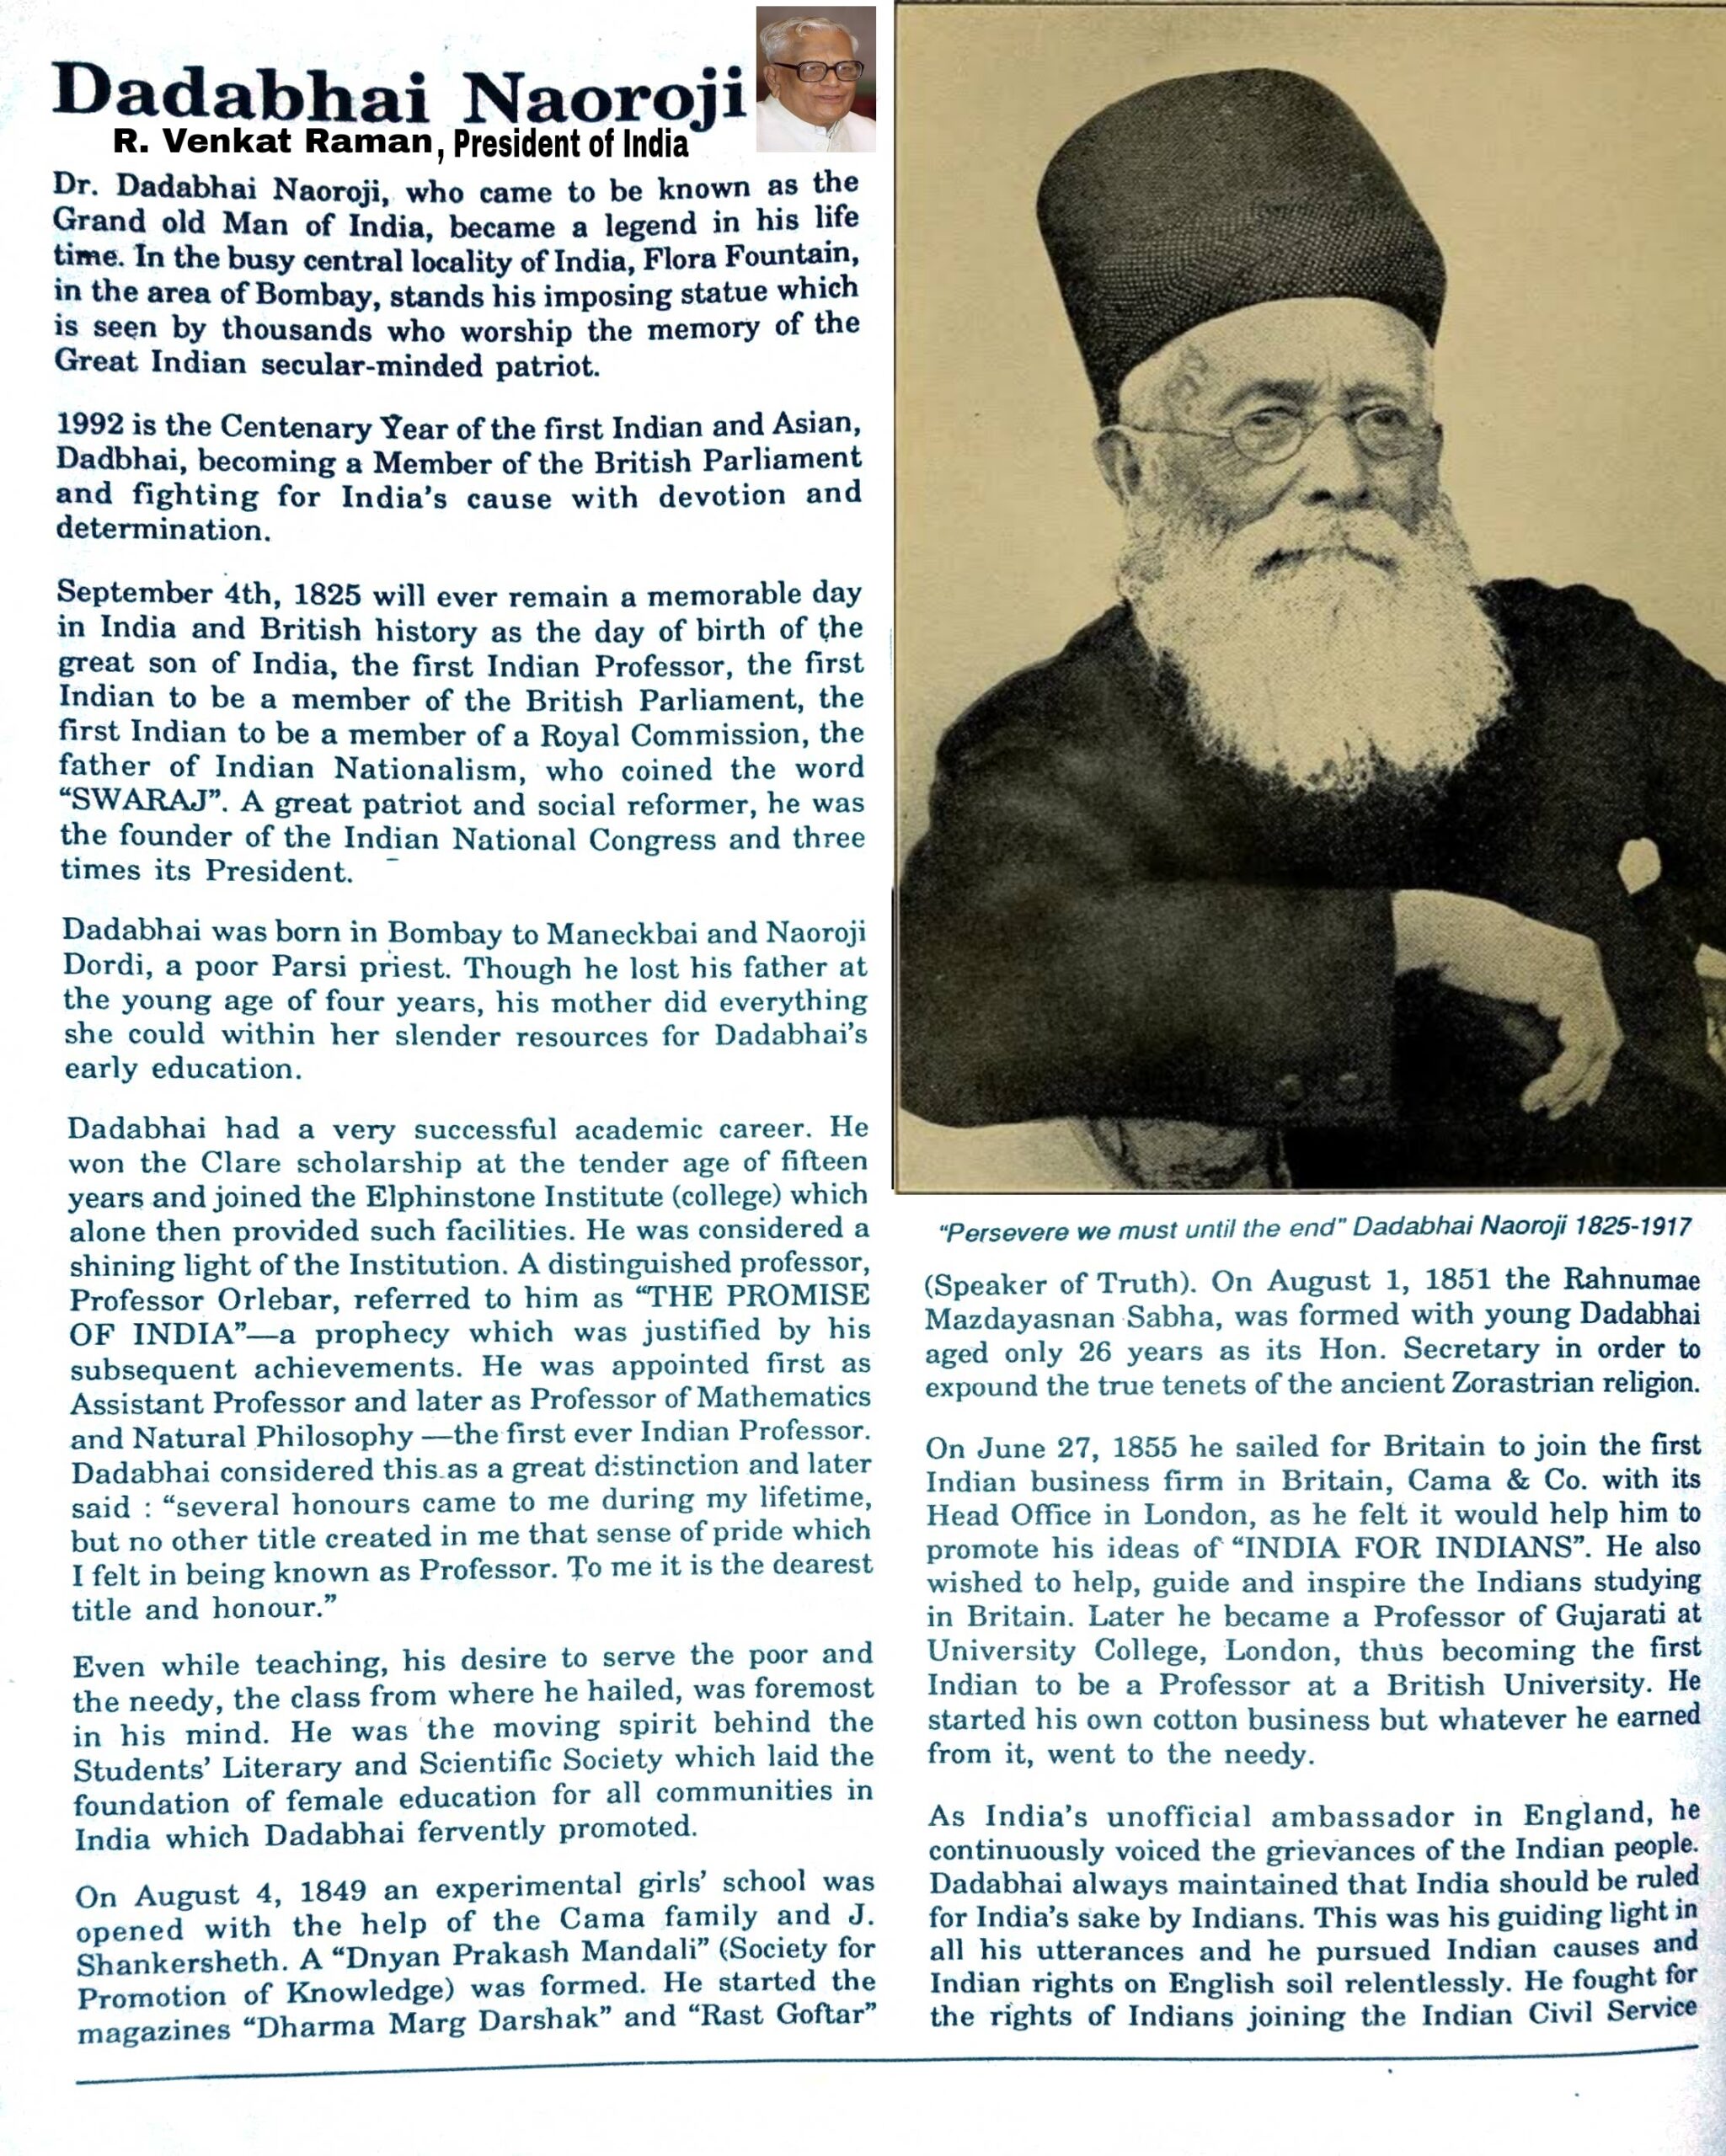 Dadabhai Naoroji
R. Venkat Raman, President of India
Dr. Dadabhai Naoroji, who came to be known as the
Grand old Man of India, became a legend in his life
time. In the busy central locality of India, Flora Fountain,
in the area of Bombay, stands his imposing statue which
is seen by thousands who worship the memory of the
Great Indian secular-minded patriot.
1992 is the Centenary Year of the first Indian and Asian,
Dadbhai, becoming a Member of the British Parliament
and fighting for India's cause with devotion and
determination.
September 4th, 1825 will ever remain a memorable day
in India and British history as the day of birth of the
great son of India, the first Indian Professor, the first
Indian to be a member of the British Parliament, the
first Indian to be a member of a Royal Commission, the
father of Indian Nationalism, who coined the word
“SWARAJ”. A great patriot and social reformer, he was
the founder of the Indian National Congress and three
times its President.
Dadabhai was born in Bombay to Maneckbai and Naoroji
Dordi, a poor Parsi priest. Though he lost his father at
the young age of four years, his mother did everything
she could within her slender resources for Dadabhai's
early education.
Dadabhai had a very successful academic career. He
won the Clare scholarship at the tender age of fifteen
years and joined the Elphinstone Institute (college) which
alone then provided such facilities. He was considered a
shining light of the Institution. A distinguished professor,
Professor Orlebar, referred to him as “THE PROMISE
OF INDIA”—a prophecy which was justified by his
subsequent achievements. He was appointed first as
Assistant Professor and later as Professor of Mathematics
and Natural Philosophy —the first ever Indian Professor.
Dadabhai considered this as a great distinction and later
said : “several honours came to me during my lifetime,
but no other title created in me that sense of pride which
I felt in being known as Professor. To me it is the dearest
title and honour.”
Even while teaching, his desire to serve the poor and
the needy, the class from where he hailed, was foremost
in his mind. He was the moving spirit behind the
Students' Literary and Scientific Society which laid the
foundation of female education for all communities in
India which Dadabhai fervently promoted.
On August 4, 1849 an experimental girls' school was
opened with the help of the Cama family and J.
Shankersheth. A “Dnyan Prakash Mandali” (Society for
Promotion of Knowledge) was formed. He started the
magazines “Dharma Marg Darshak” and “Rast Goftar”
“Persevere we must until the end” Dadabhai Naoroji 1825-1917
(Speaker of Truth). On August 1, 1851 the Rahnumae
Mazdayasnan Sabha, was formed with young Dadabhai
aged only 26 years as its Hon. Secretary in order to
expound the true tenets of the ancient Zorastrian religion.
On June 27, 1855 he sailed for Britain to join the first
Indian business firm in Britain, Cama & Co. with its
Head Office in London, as he felt it would help him to
promote his ideas of “INDIA FOR INDIANS”. He also
wished to help, guide and inspire the Indians studying
in Britain. Later he became a Professor of Gujarati at
University College, London, thus becoming the first
Indian to be a Professor at a British University. He
started his own cotton business but whatever he earned
from it, went to the needy.
As India's unofficial ambassador in England, he
continuously voiced the grievances of the Indian people.
Dadabhai always maintained that India should be ruled
for India's sake by Indians. This was his guiding light in
all his utterances and he pursued Indian causes and
Indian rights on English soil relentlessly. He fought for
the rights of Indians joining the Indian Civil Service